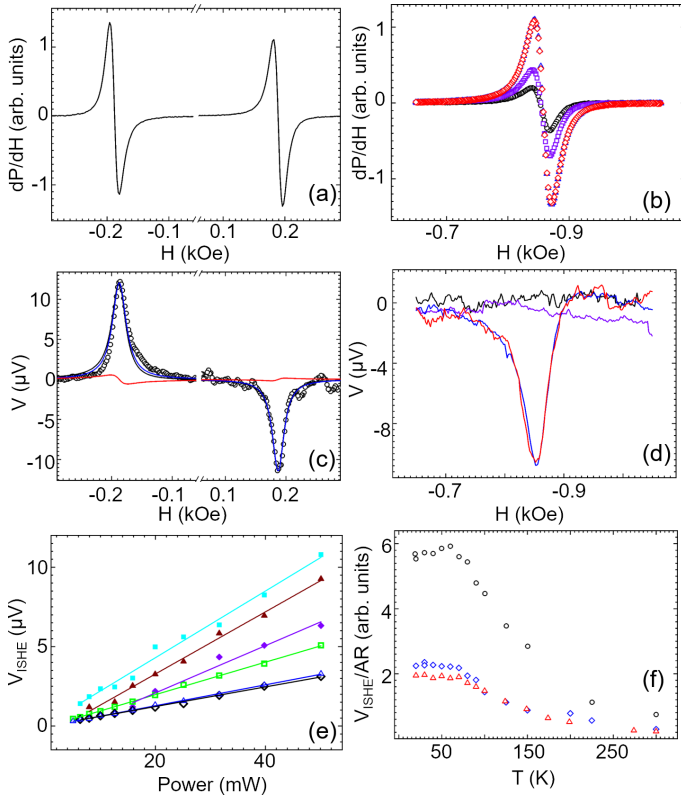 1
0
-1
dP/dH (arb. units)
(a)
-0.2 -0.1 0.1 0.2
H (kOe)
1
0
-1
dP/dH (arb. units)
(b)
-0.7 -0.9
H (kOe)
10
5
0
-5
-10
V (µV)
(c)
-0.2 -0.1 0.1 0.2
H (kOe)
0
-4
-8
V (µV)
(d)
-0.7 -0.9
H (kOe)
10
5
0
V_ISHE (µV)
(e)
20 40
Power (mW)
6
4
2
V_ISHE/AR (arb. units)
(f)
50 100 150 200 250
T (K)